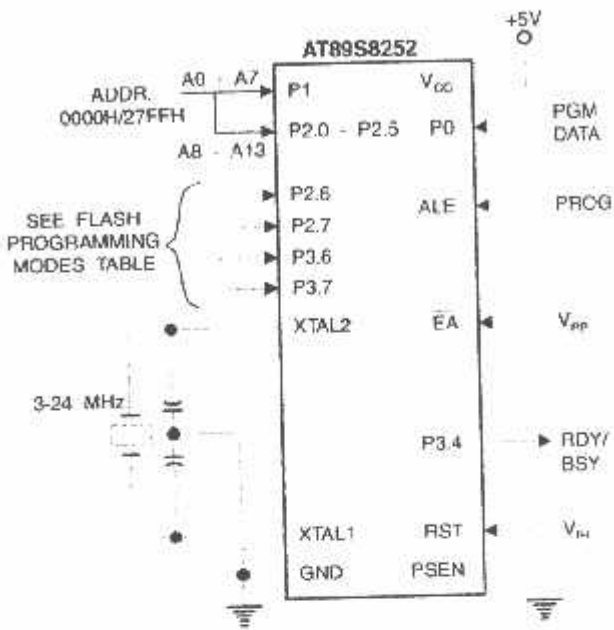 +5V
AT89S8252
A0 - A7
ADDR.
0000H/27FFH
P1
VCC
P2.0 - P2.5
P0
PGM
DATA
A8 - A13
P2.6
SEE FLASH
PROGRAMMING
MODES TABLE
P2.7
ALE
PROG
P3.6
P3.7
XTAL2
EA
VPP
3-24 MHz
P3.4
RDY/
BSY
XTAL1
RST
VIH
GND
PSEN